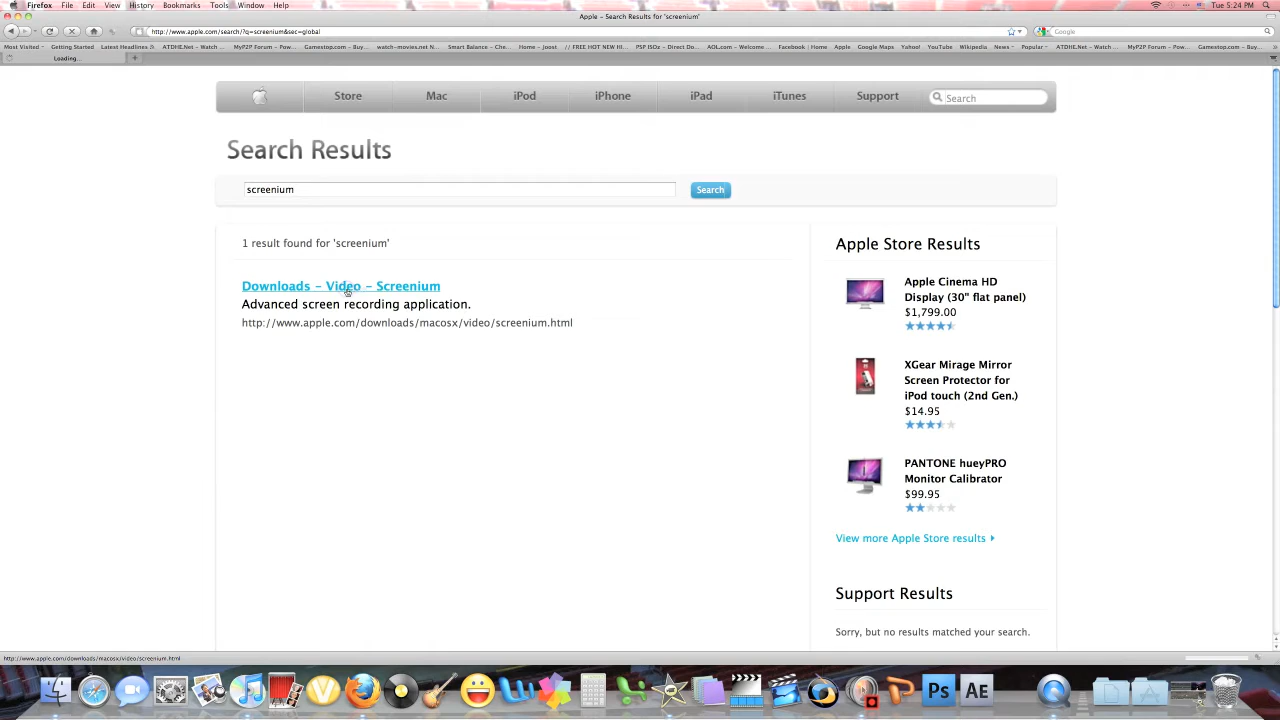 Firefox File Edit View History Bookmarks Tools Window Help
Tue 5:24 PM
Apple - Search Results for 'screenium'
http://www.apple.com/search/?q=screenium&sec=global
Google
Most Visited Getting Started Latest Headlines ATDHE.Net – Watch ... MyP2P Forum – Pow... Gamestop.com – Buy... watch-movies.net N... Smart Balance – Che... Home – Joost // FREE HOT NEW HI... PSP ISOz – Direct Do... AOL.com – Welcome ... Facebook | Home Apple Google Maps Yahoo! YouTube Wikipedia News Popular ATDHE.Net – Watch ... MyP2P Forum – Pow... Gamestop.com – Buy...
Loading...
Store Mac iPod iPhone iPad iTunes Support Search
Search Results
screenium
Search
1 result found for 'screenium'
Downloads – Video – Screenium
Advanced screen recording application.
http://www.apple.com/downloads/macosx/video/screenium.html
Apple Store Results
Apple Cinema HD
Display (30" flat panel)
$1,799.00
XGear Mirage Mirror
Screen Protector for
iPod touch (2nd Gen.)
$14.95
PANTONE hueyPRO
Monitor Calibrator
$99.95
View more Apple Store results
Support Results
Sorry, but no results matched your search.
http://www.apple.com/downloads/macosx/video/screenium.html
Ps AE